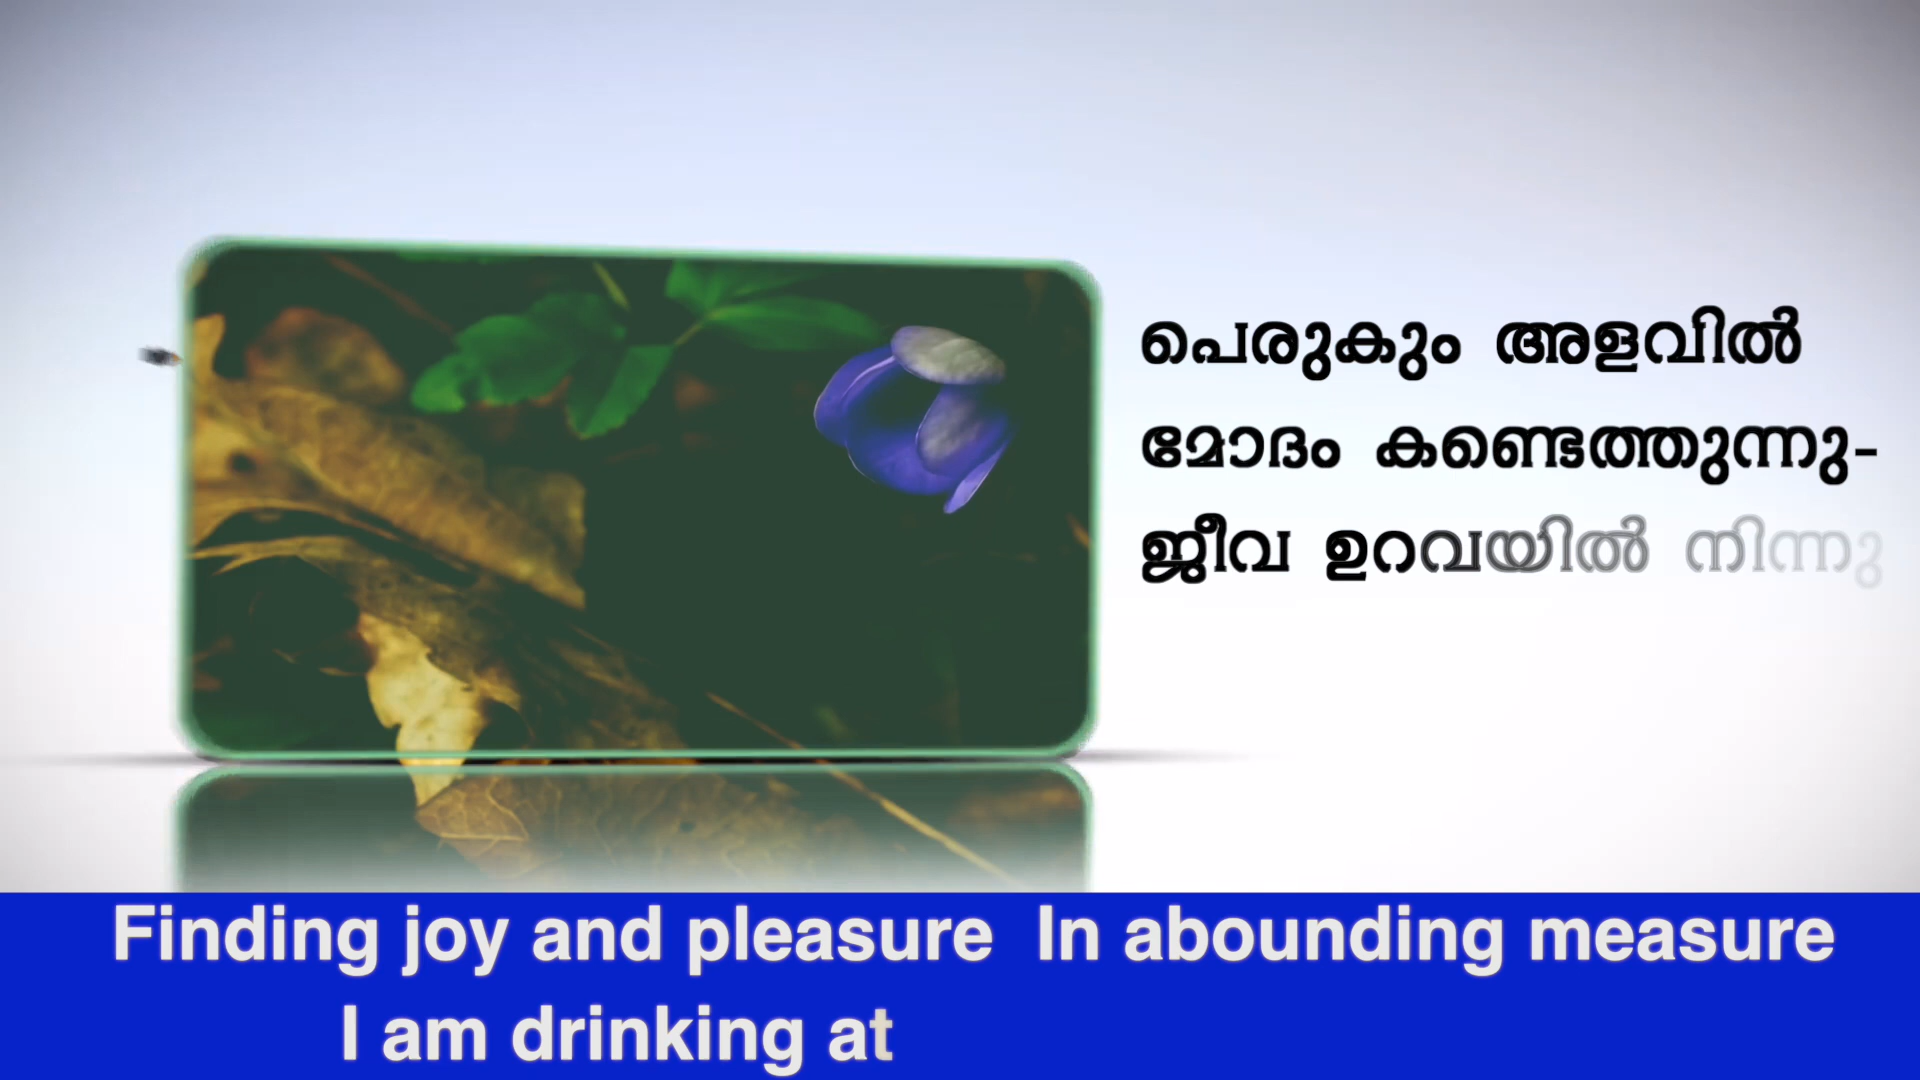 പെരുകും അളവിൽ
മോദം കണ്ടെത്തുന്നു-
ജീവ ഉറവയിൽ നിന്നു
Finding joy and pleasure In abounding measure
I am drinking at